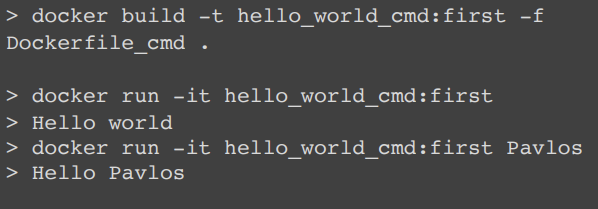 > docker build -t hello_world_cmd:first -f
Dockerfile_cmd .
> docker run -it hello_world_cmd:first
> Hello world
> docker run -it hello_world_cmd:first Pavlos
> Hello Pavlos